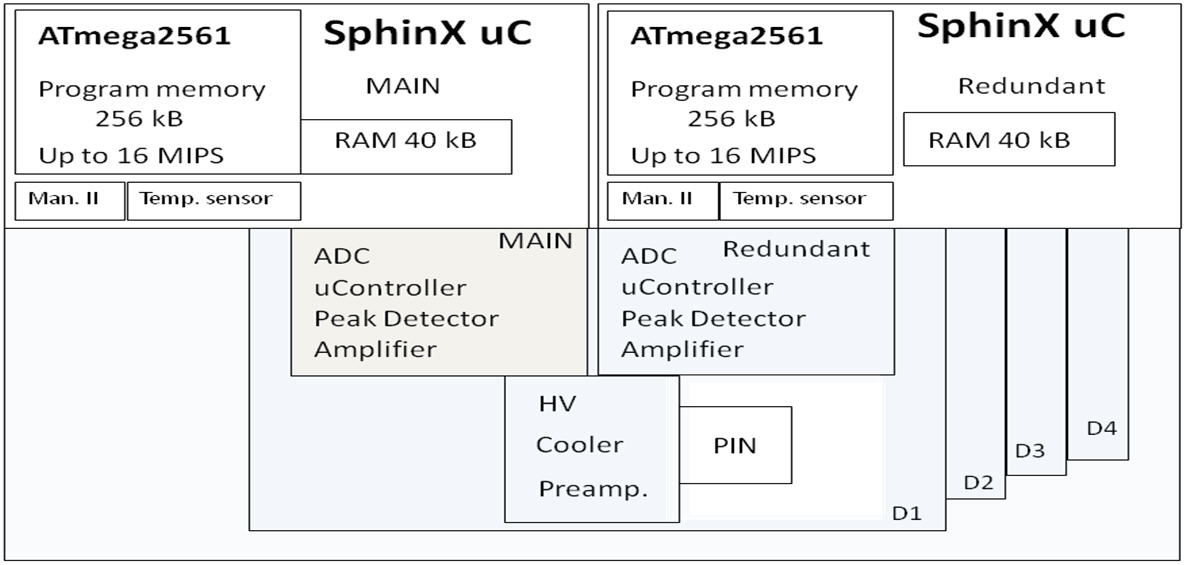 ATmega2561
Program memory
256 kB
Up to 16 MIPS
SphinX uC
MAIN
RAM 40 kB
Man. II
Temp. sensor
ATmega2561
Program memory
256 kB
Up to 16 MIPS
SphinX uC
Redundant
RAM 40 kB
Man. II
Temp. sensor
MAIN
ADC
uController
Peak Detector
Amplifier
Redundant
ADC
uController
Peak Detector
Amplifier
HV
Cooler
Preamp.
PIN
D1
D2
D3
D4